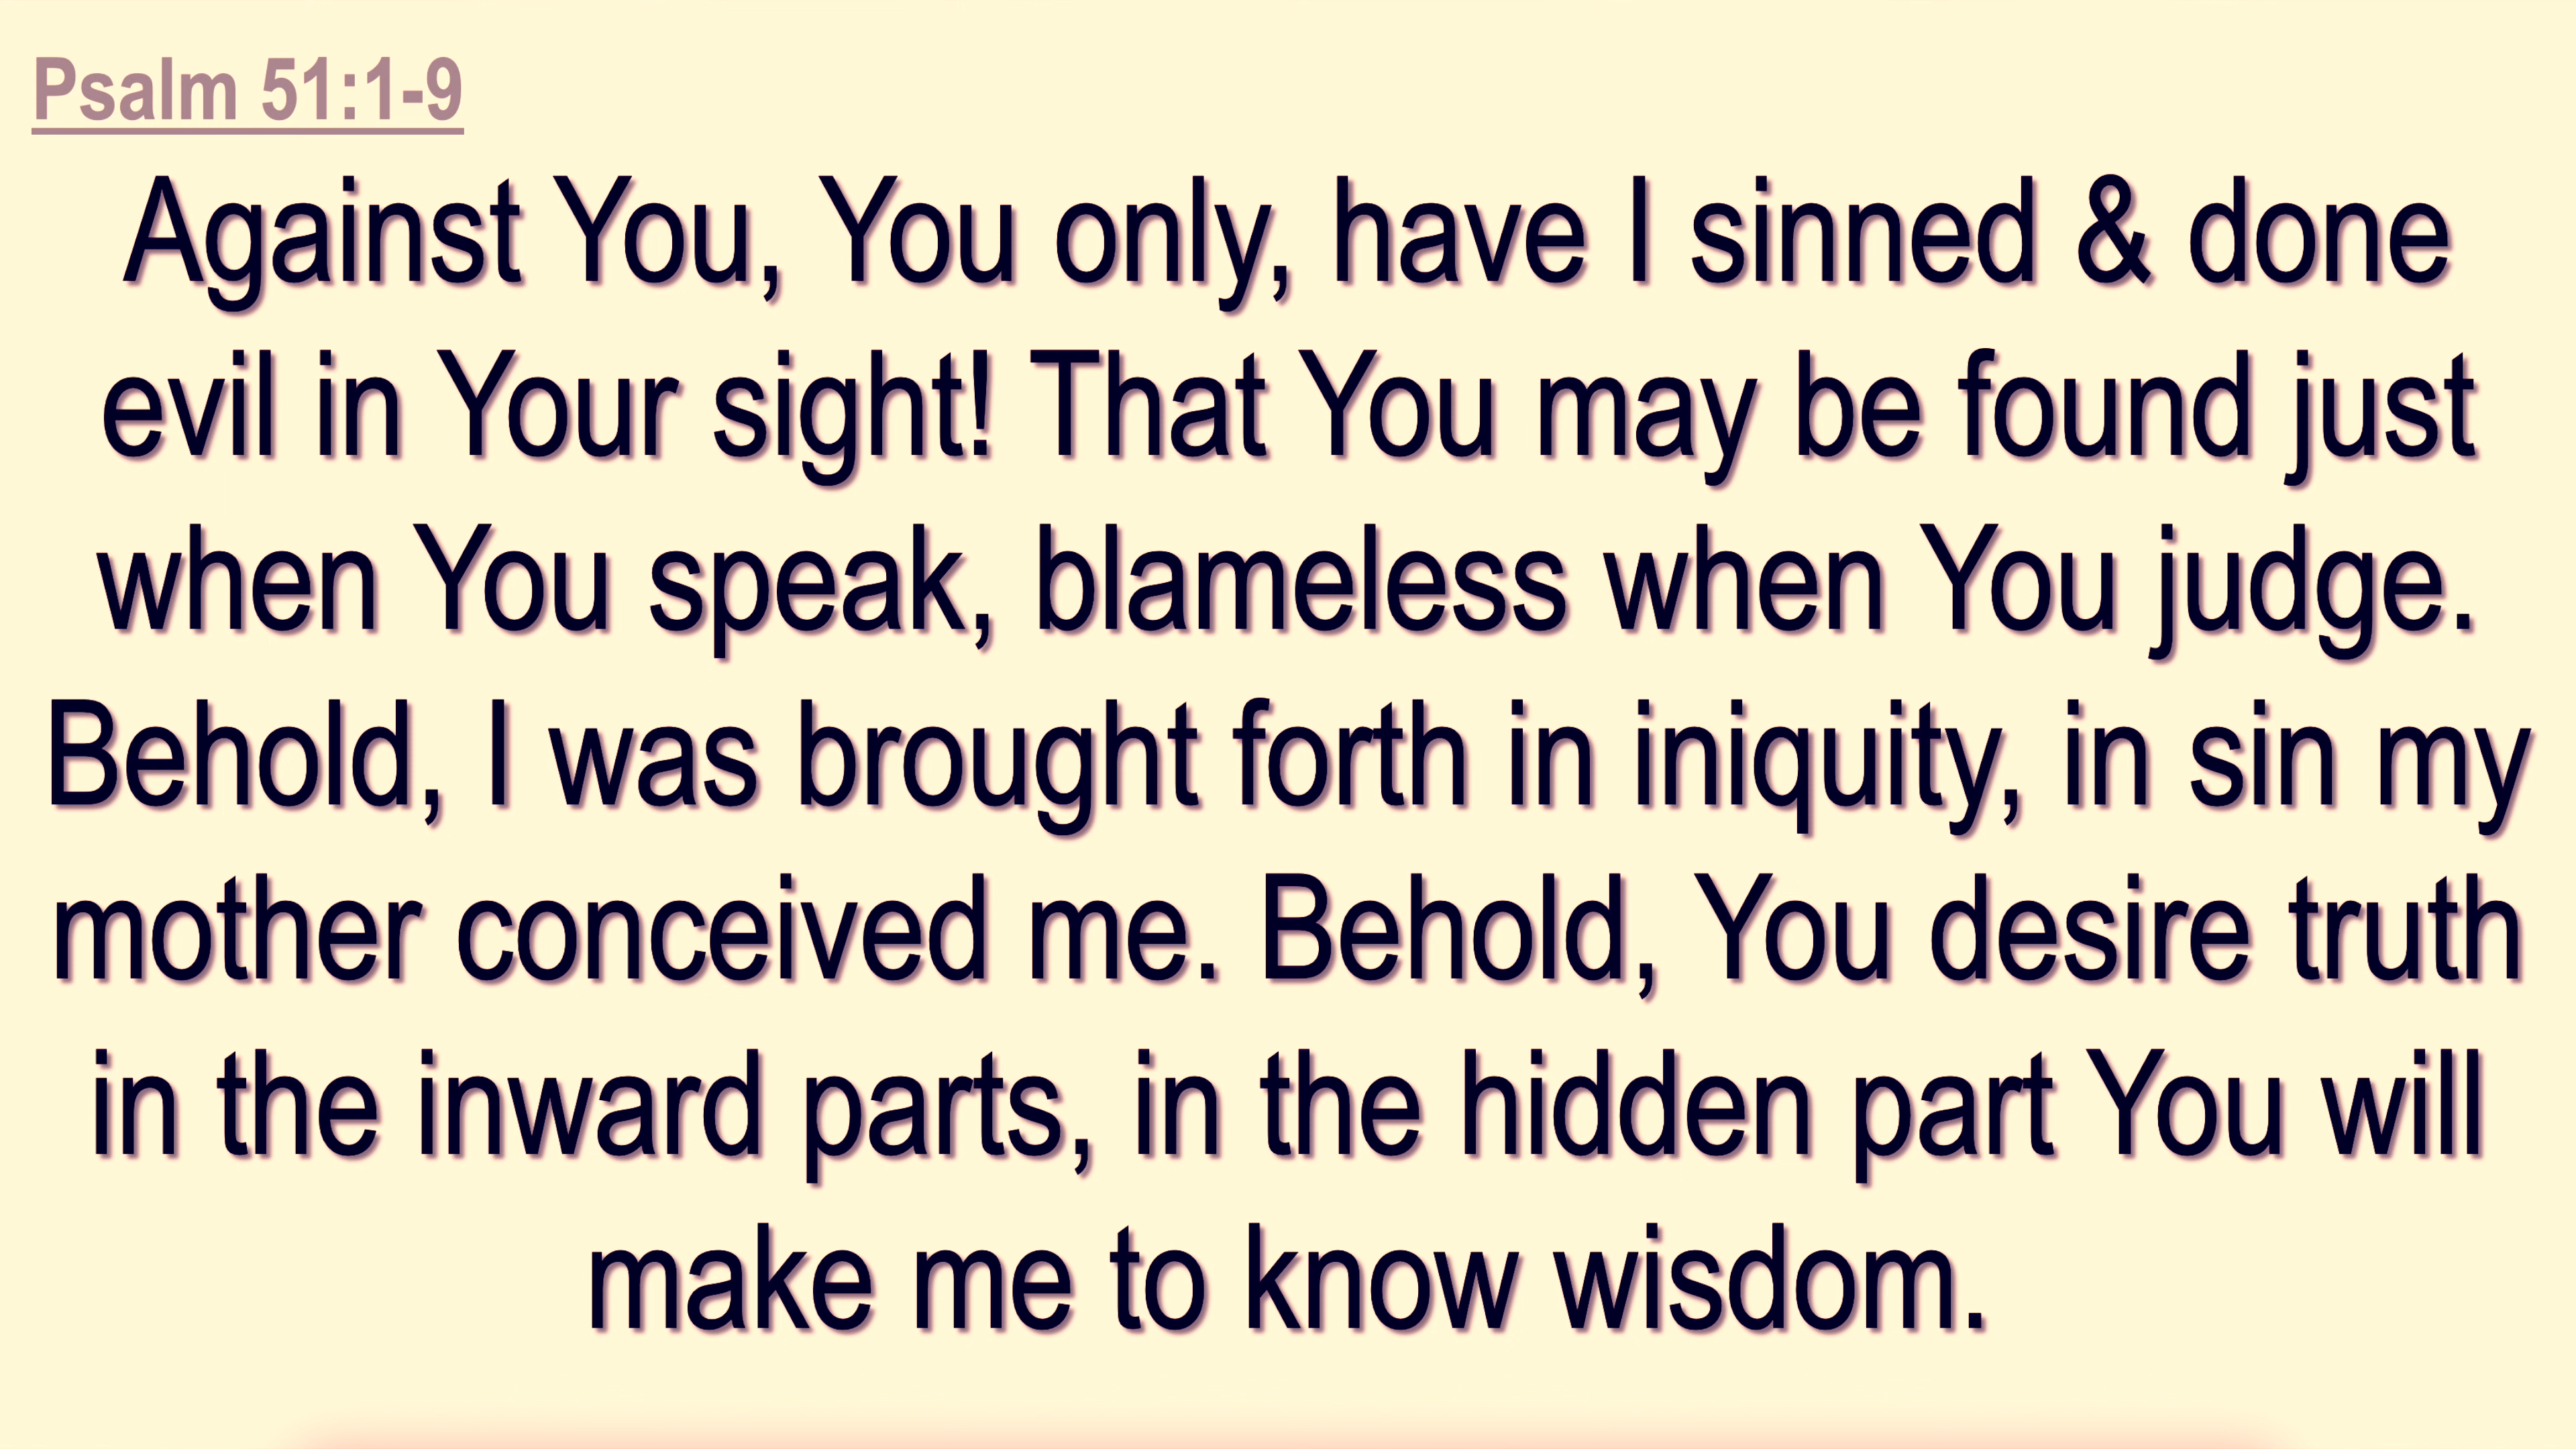 Psalm 51:1-9
Against You, You only, have I sinned & done
evil in Your sight! That You may be found just
when You speak, blameless when You judge.
Behold, I was brought forth in iniquity, in sin my
mother conceived me. Behold, You desire truth
in the inward parts, in the hidden part You will
make me to know wisdom.